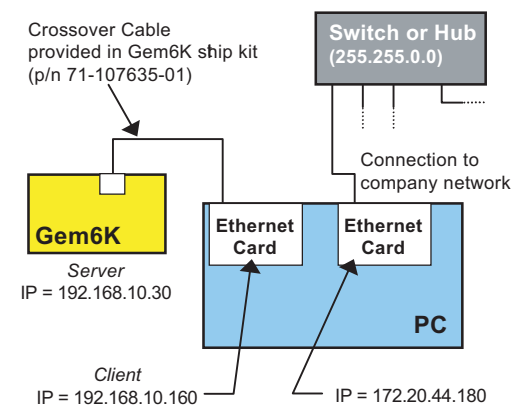 Crossover Cable
provided in Gem6K ship kit
(p/n 71-107635-01)
Switch or Hub
(255.255.0.0)
Connection to
company network
Gem6K
Server
IP = 192.168.10.30
Ethernet
Card
Ethernet
Card
PC
Client
IP = 192.168.10.160
IP = 172.20.44.180